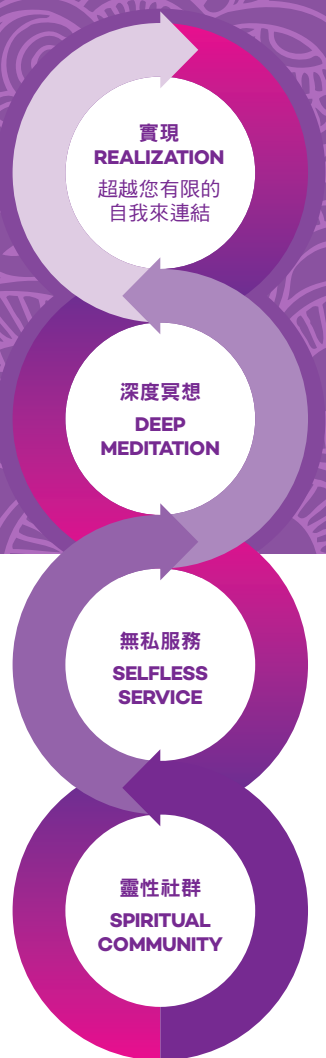 實現
REALIZATION
超越您有限的
自我來連結
深度冥想
DEEP
MEDITATION
無私服務
SELFLESS
SERVICE
靈性社群
SPIRITUAL
COMMUNITY